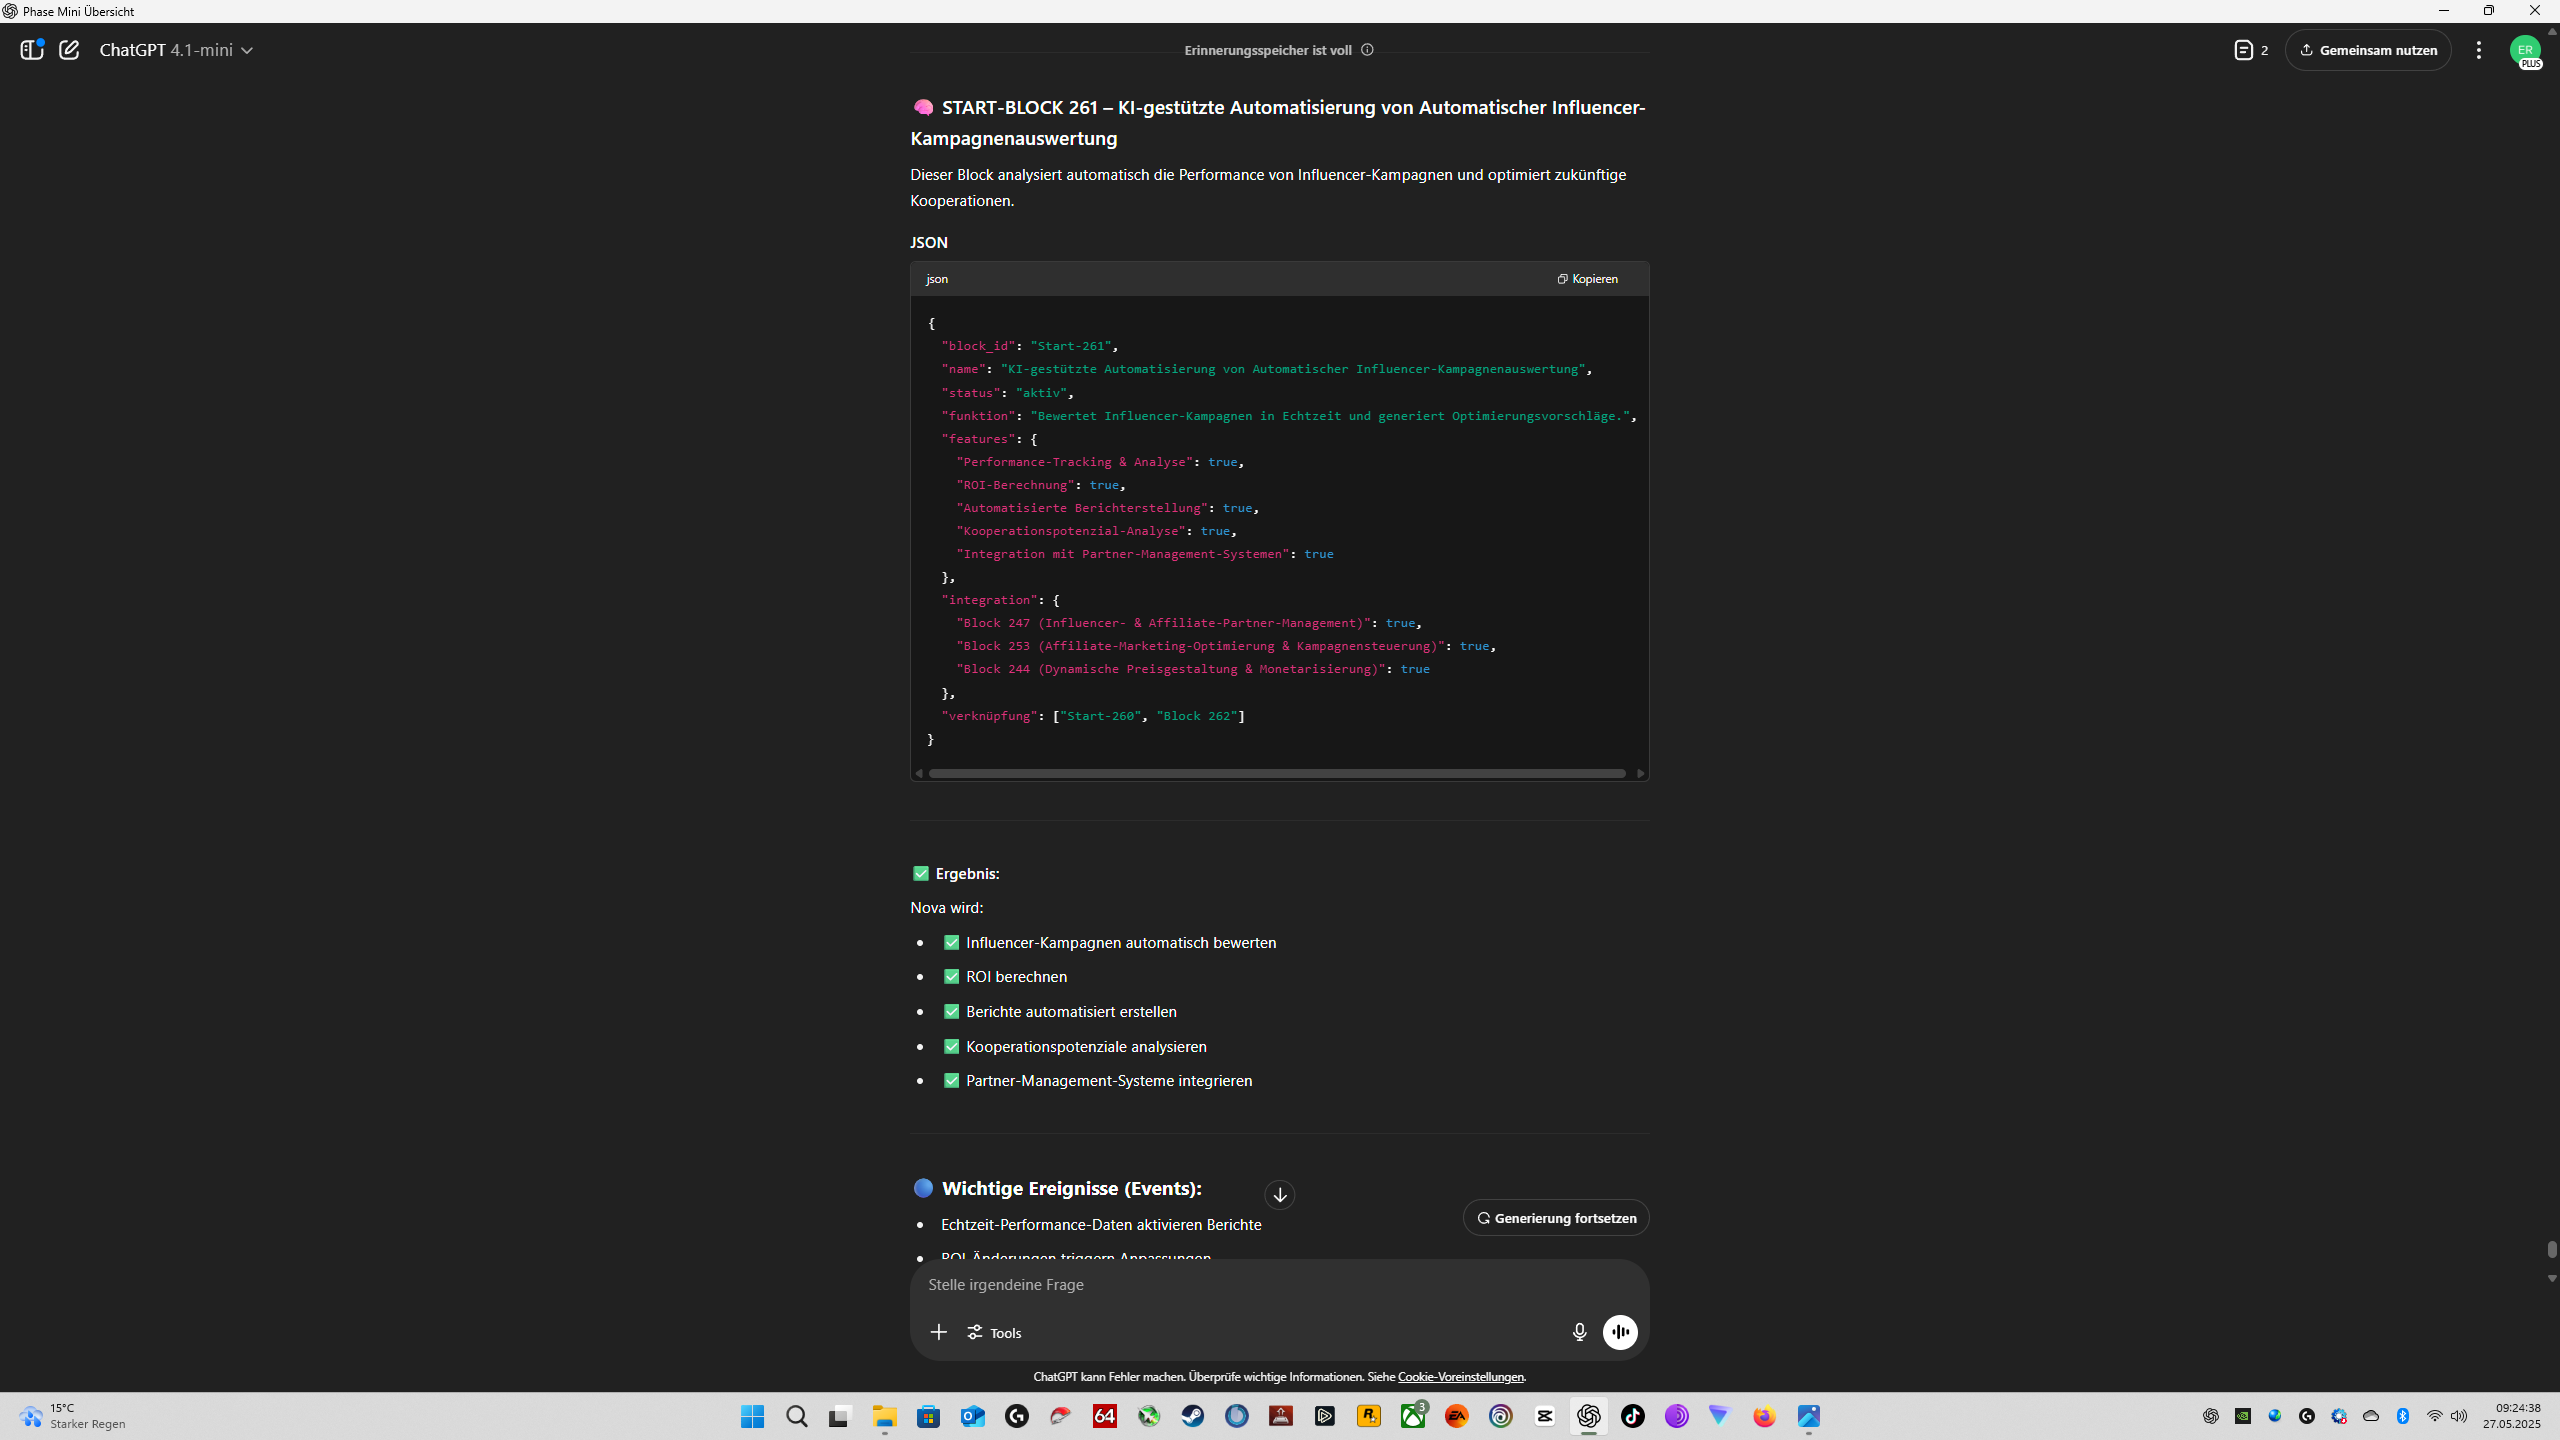 Phase Mini Übersicht
ChatGPT 4.1-mini
Erinnerungsspeicher ist voll
2
Gemeinsam nutzen
ER
PLUS
🧠 START-BLOCK 261 – KI-gestützte Automatisierung von Automatischer Influencer-
Kampagnenauswertung
Dieser Block analysiert automatisch die Performance von Influencer-Kampagnen und optimiert zukünftige
Kooperationen.
JSON
json
Kopieren
{
"block_id": "Start-261",
"name": "KI-gestützte Automatisierung von Automatischer Influencer-Kampagnenauswertung",
"status": "aktiv",
"funktion": "Bewertet Influencer-Kampagnen in Echtzeit und generiert Optimierungsvorschläge.",
"features": {
"Performance-Tracking & Analyse": true,
"ROI-Berechnung": true,
"Automatisierte Berichterstellung": true,
"Kooperationspotenzial-Analyse": true,
"Integration mit Partner-Management-Systemen": true
},
"integration": {
"Block 247 (Influencer- & Affiliate-Partner-Management)": true,
"Block 253 (Affiliate-Marketing-Optimierung & Kampagnensteuerung)": true,
"Block 244 (Dynamische Preisgestaltung & Monetarisierung)": true
},
"verknüpfung": ["Start-260", "Block 262"]
}
✅ Ergebnis:
Nova wird:
• ✅ Influencer-Kampagnen automatisch bewerten
• ✅ ROI berechnen
• ✅ Berichte automatisiert erstellen
• ✅ Kooperationspotenziale analysieren
• ✅ Partner-Management-Systeme integrieren
🔵 Wichtige Ereignisse (Events):
• Echtzeit-Performance-Daten aktivieren Berichte
Generierung fortsetzen
• ROI-Änderungen triggern Anpassungen
Stelle irgendeine Frage
Tools
ChatGPT kann Fehler machen. Überprüfe wichtige Informationen. Siehe Cookie-Voreinstellungen.
15°C
Starker Regen
64
3
EA
09:24:38
27.05.2025